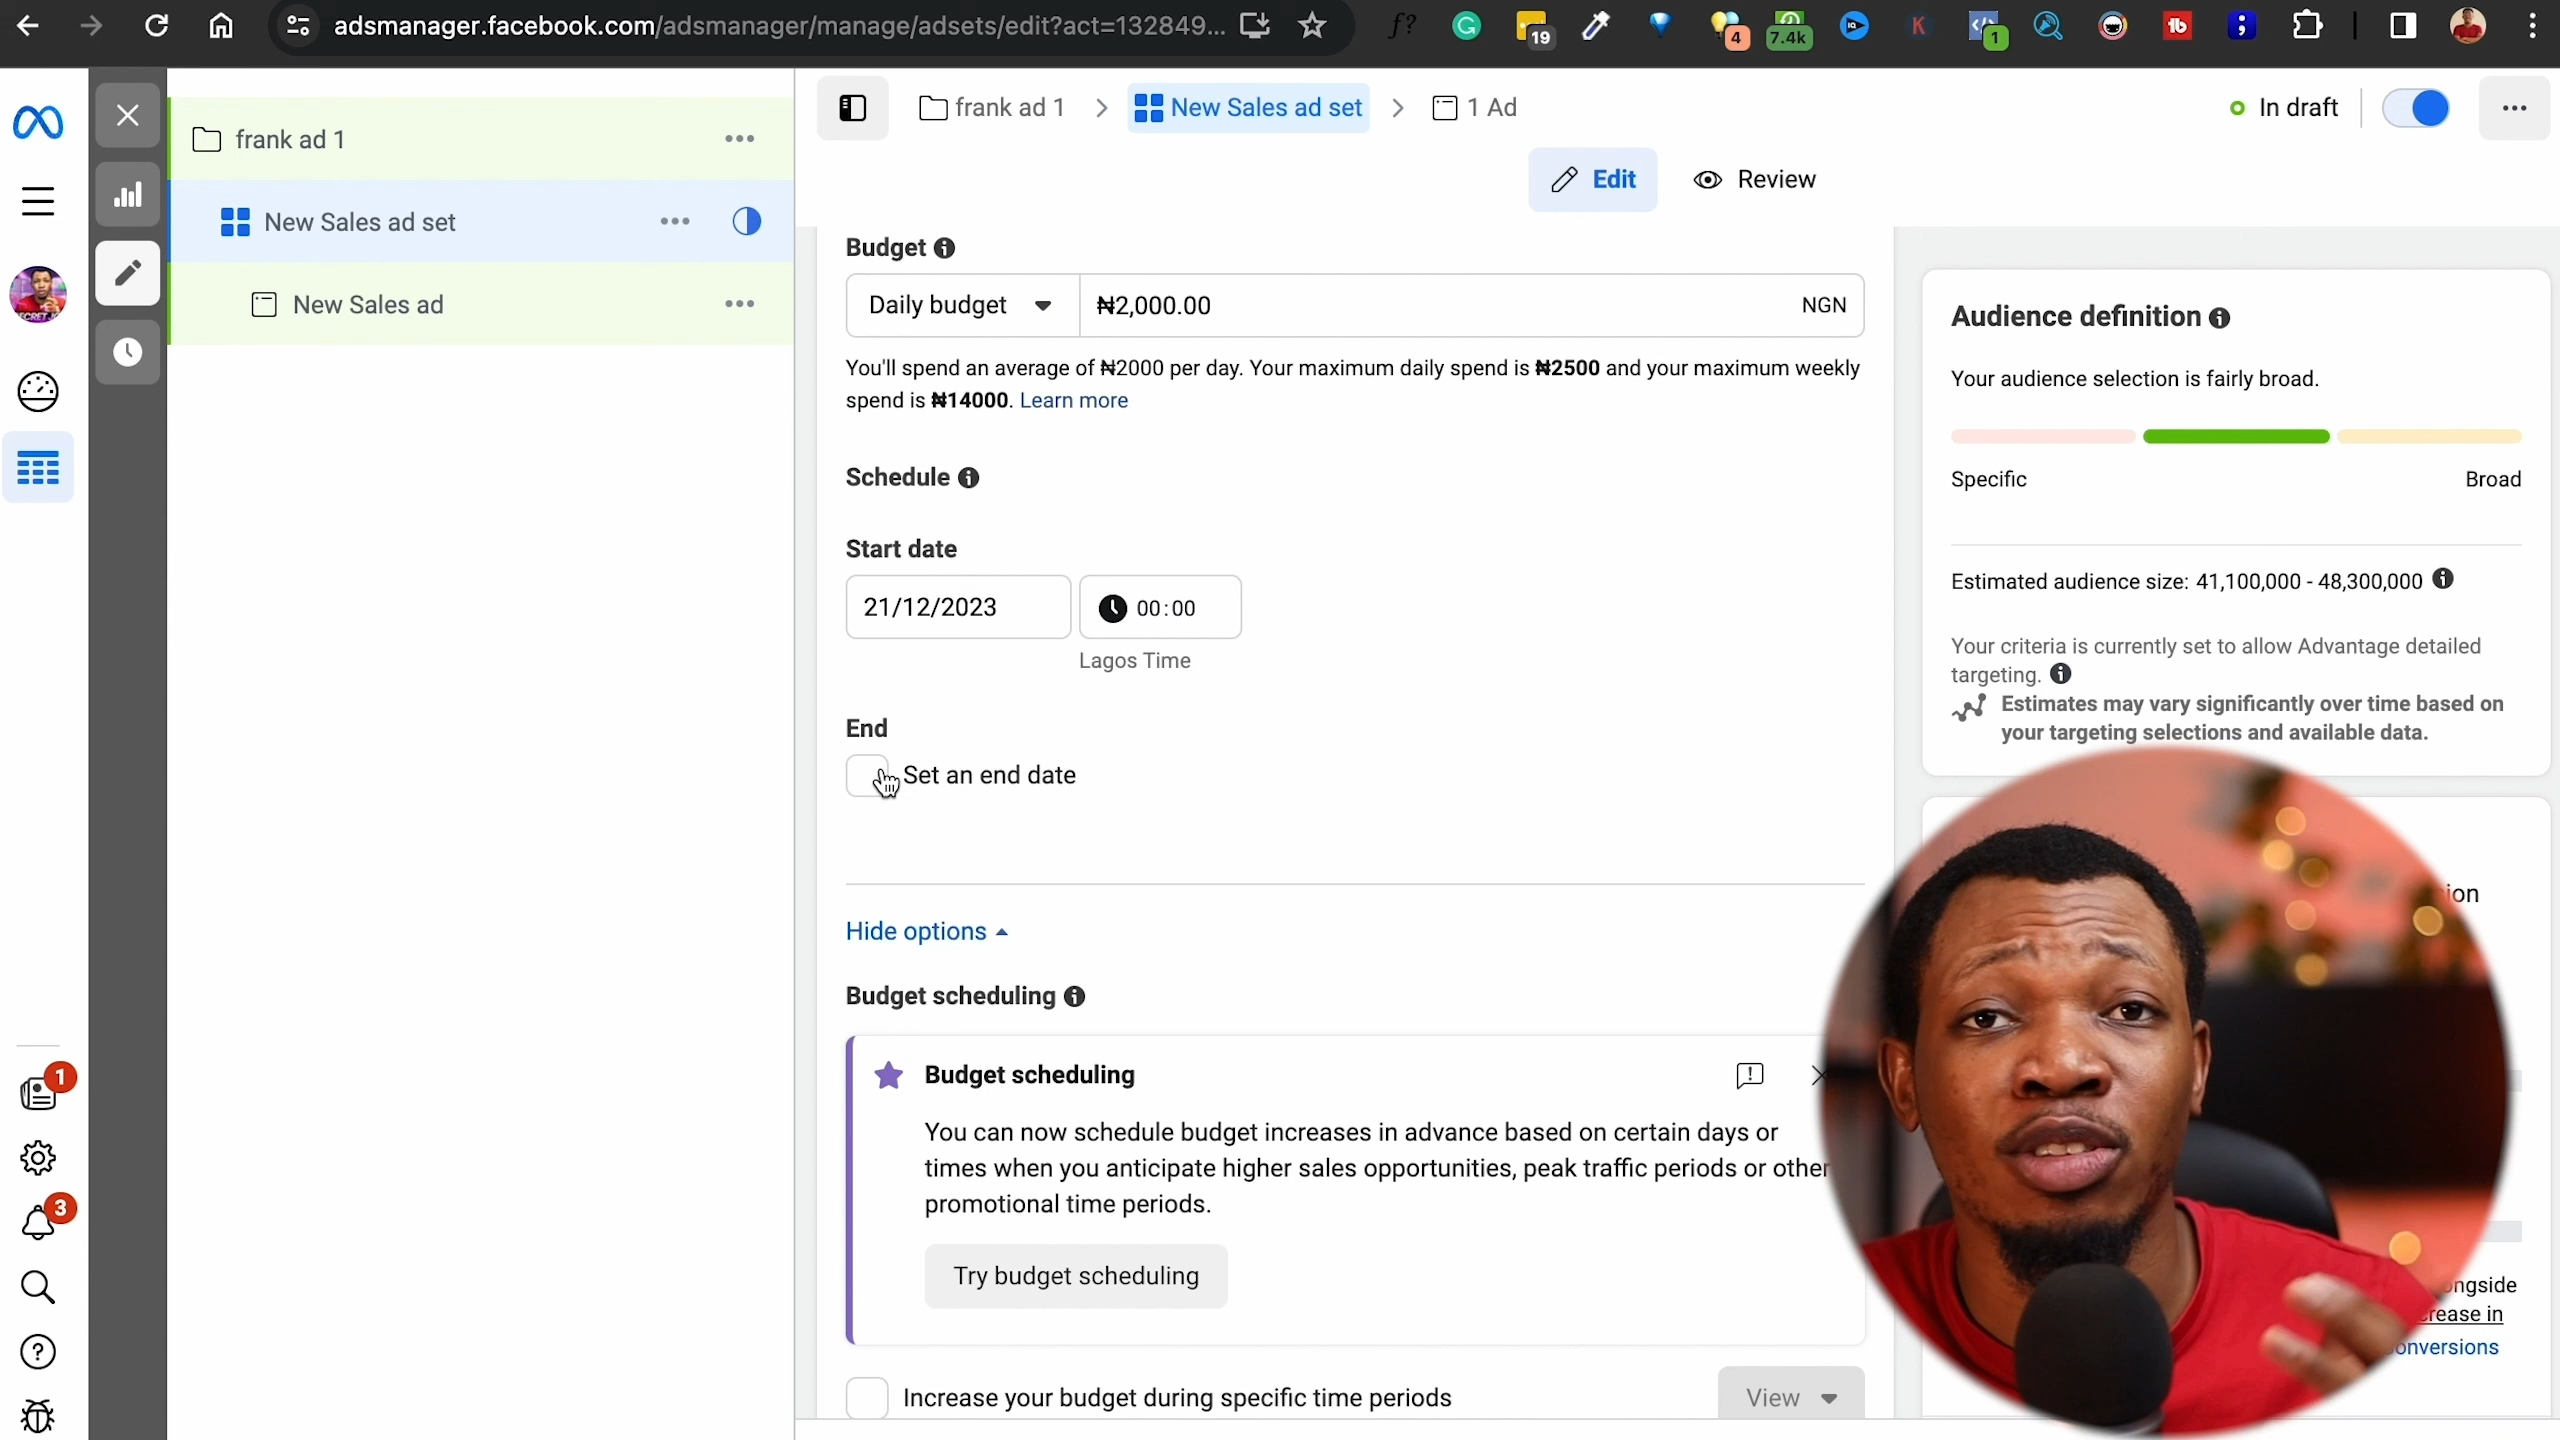 adsmanager.facebook.com/adsmanager/manage/adsets/edit?act=132849...
19
4
7.4k
K
1
tb
frank ad 1
New Sales ad set
New Sales ad
frank ad 1
New Sales ad set
1 Ad
In draft
Edit
Review
Budget
Daily budget
₦2,000.00
NGN
You'll spend an average of ₦2000 per day. Your maximum daily spend is ₦2500 and your maximum weekly
spend is ₦14000. Learn more
Schedule
Start date
21/12/2023
00:00
Lagos Time
End
Set an end date
Hide options
Budget scheduling
Budget scheduling
You can now schedule budget increases in advance based on certain days or
times when you anticipate higher sales opportunities, peak traffic periods or other
promotional time periods.
Try budget scheduling
Increase your budget during specific time periods
View
Audience definition
Your audience selection is fairly broad.
Specific
Broad
Estimated audience size: 41,100,000 - 48,300,000
Your criteria is currently set to allow Advantage detailed
targeting.
Estimates may vary significantly over time based on
your targeting selections and available data.
1
3